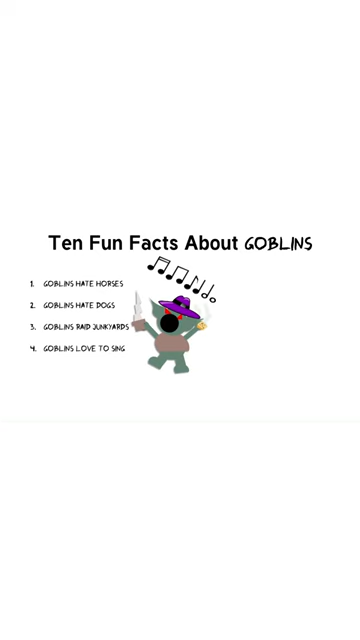 Ten Fun Facts About GOBLINS
1. GOBLINS HATE HORSES
2. GOBLINS HATE DOGS
3. GOBLINS RAID JUNKYARDS
4. GOBLINS LOVE TO SING